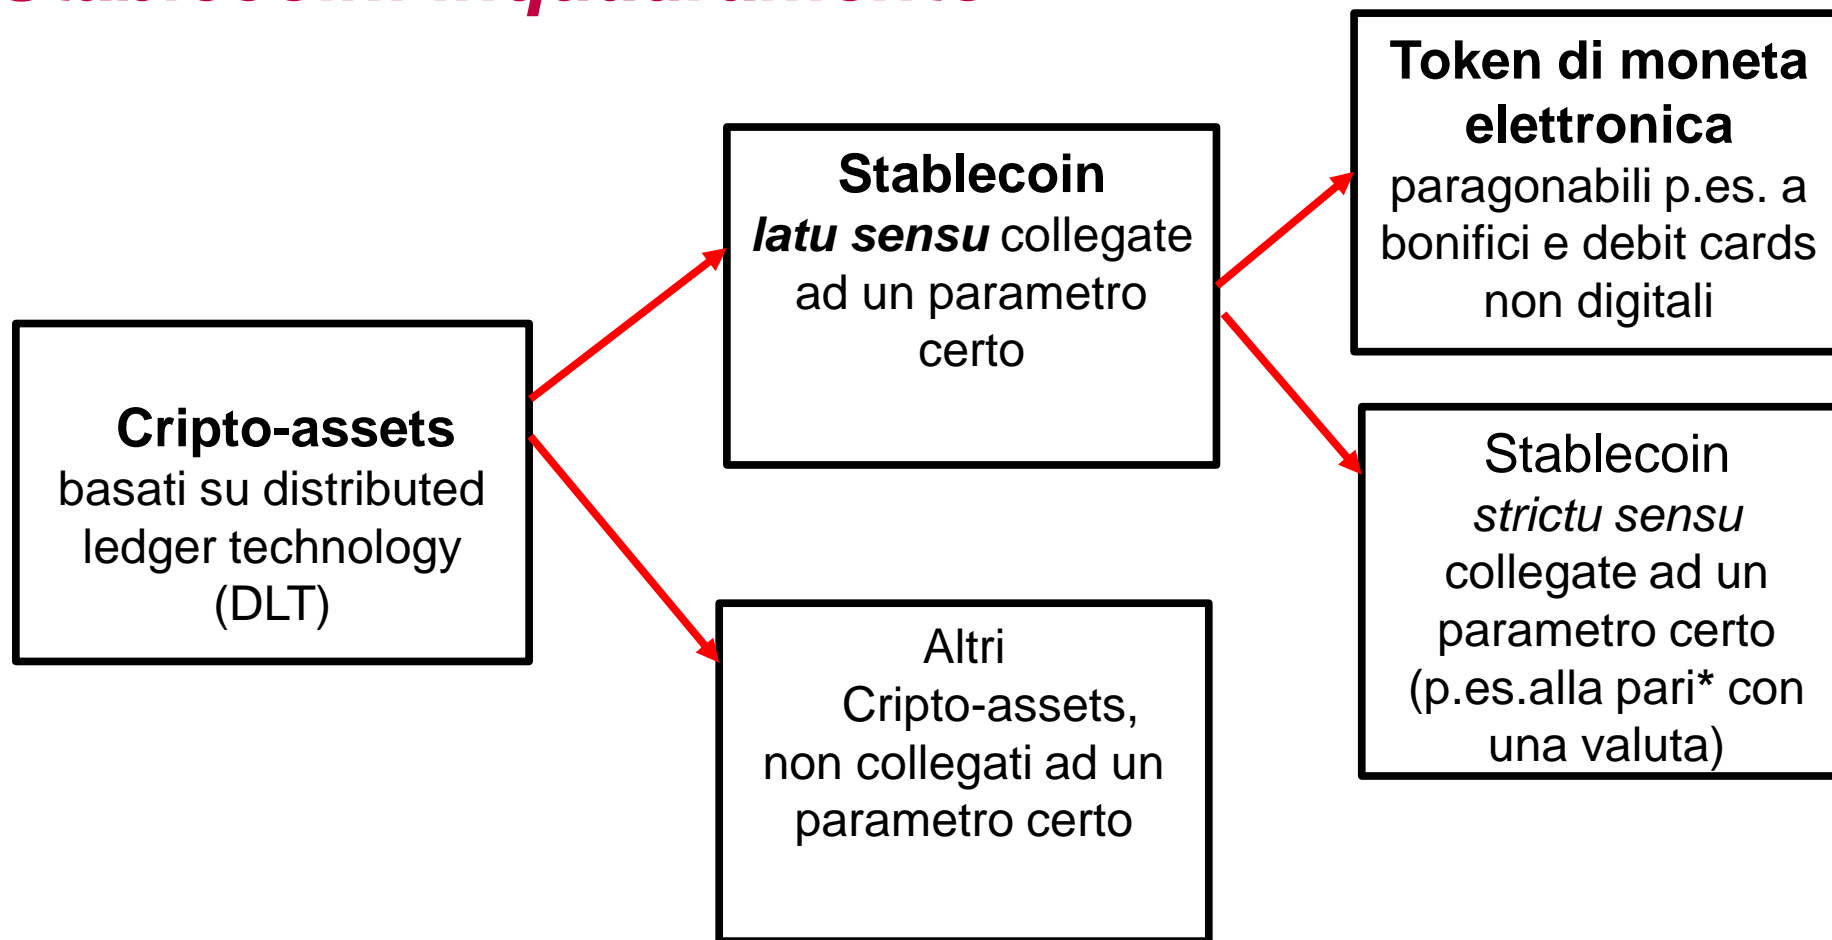 Stablecoin: inquadramento
Cripto-assets
basati su distributed
ledger technology
(DLT)
Stablecoin
latu sensu collegate
ad un parametro
certo
Altri
Cripto-assets,
non collegati ad un
parametro certo
Token di moneta
elettronica
paragonabili p.es. a
bonifici e debit cards
non digitali
Stablecoin
strictu sensu
collegate ad un
parametro certo
(p.es.alla pari* con
una valuta)